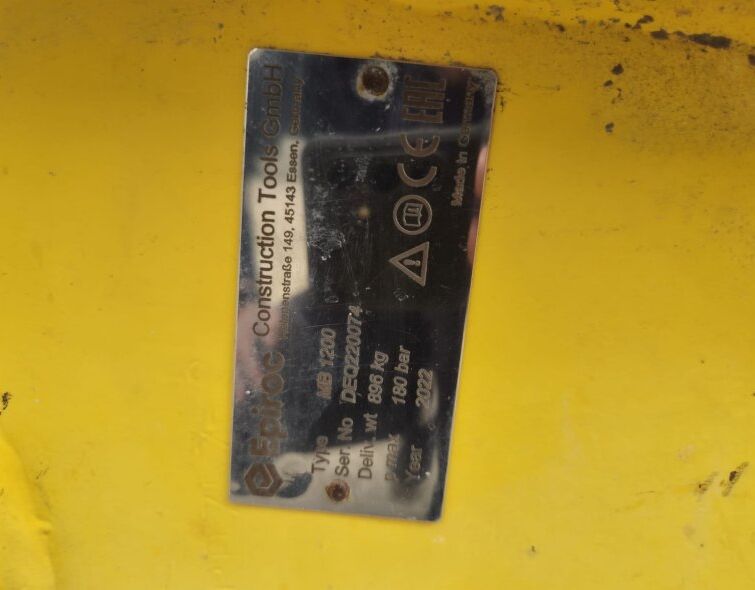 Epiroc Construction Tools GmbH
Helenenstraße 149, 45143 Essen, Germany
Type MB 1200
Ser. No DEQ220074
Deliv. wt 896 kg
p.max 180 bar
Year 2022
CE EAC
Made in Germany